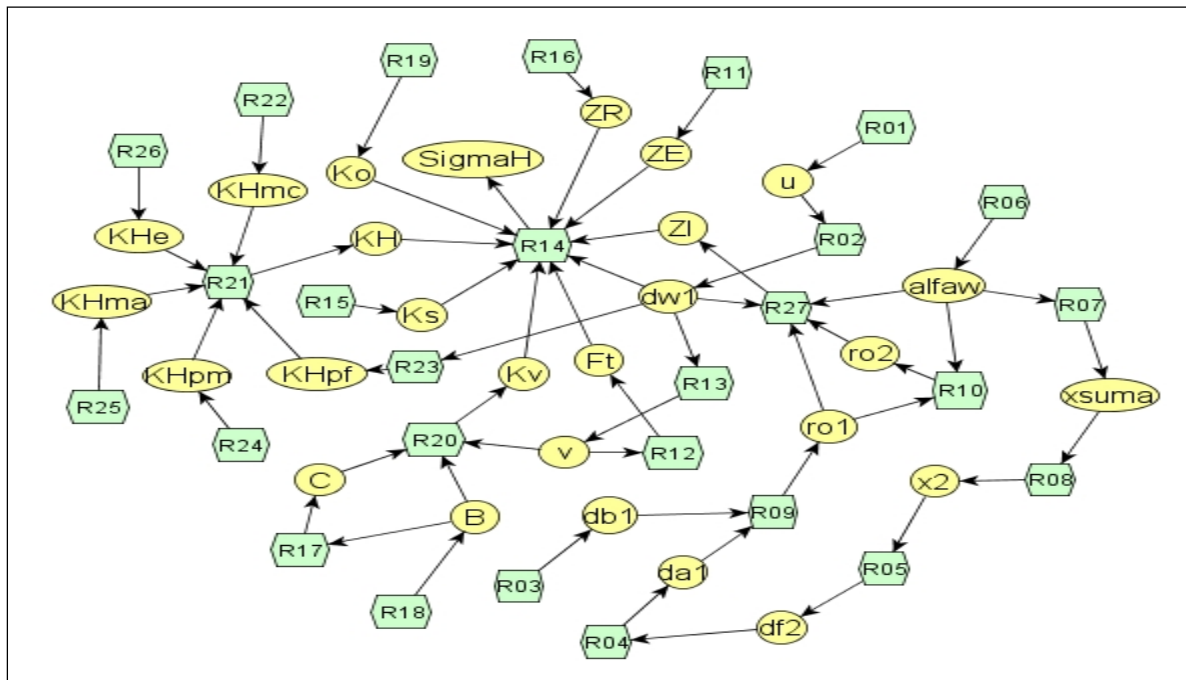 R19
R16
R11
R22
ZR
R01
R26
SigmaH
ZE
Ko
KHmc
u
R06
KHe
KH
R14
ZI
R02
R21
alfaw
KHma
R15
Ks
dw1
R27
R07
ro2
KHpm
KHpf
R23
Kv
Ft
R13
R10
xsuma
R25
ro1
R24
R20
v
R12
C
x2
R08
B
db1
R09
R17
da1
R05
R03
R18
df2
R04